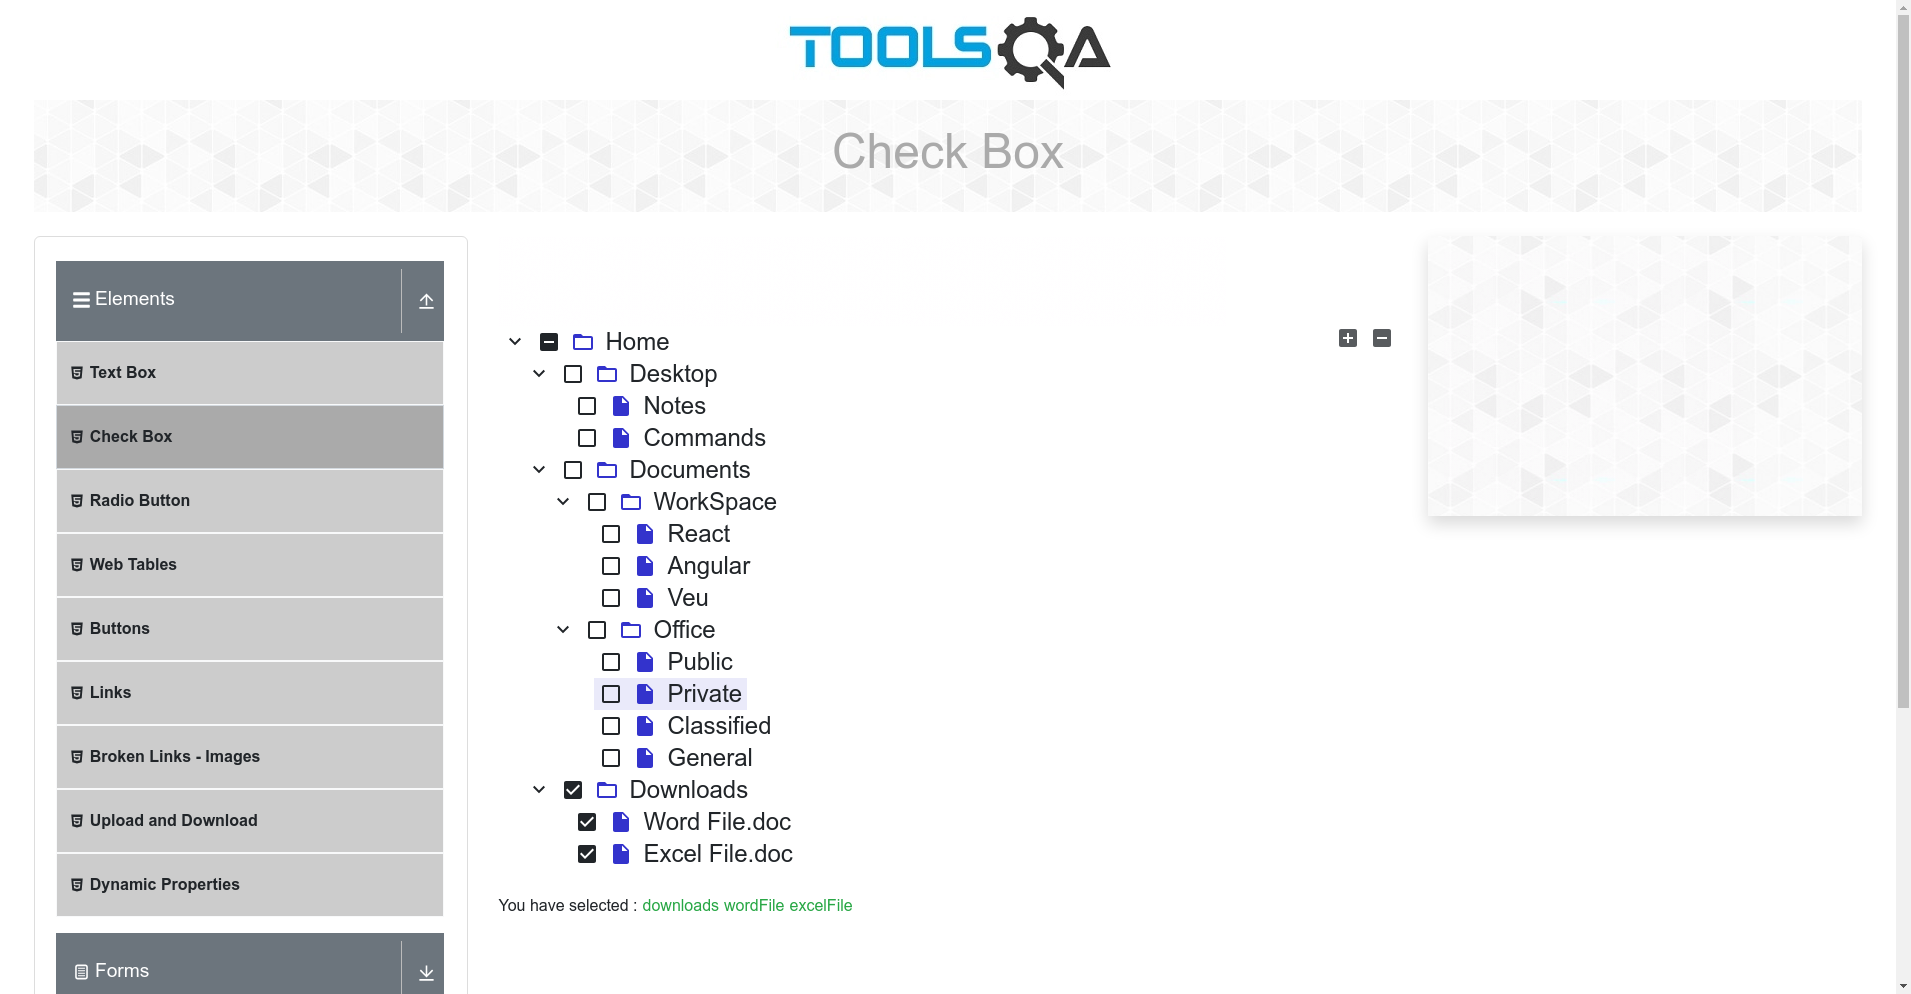 TOOLSQA
Check Box
Elements
Text Box
Check Box
Radio Button
Web Tables
Buttons
Links
Broken Links - Images
Upload and Download
Dynamic Properties
Forms
Home
Desktop
Notes
Commands
Documents
WorkSpace
React
Angular
Veu
Office
Public
Private
Classified
General
Downloads
Word File.doc
Excel File.doc
You have selected : downloads wordFile excelFile